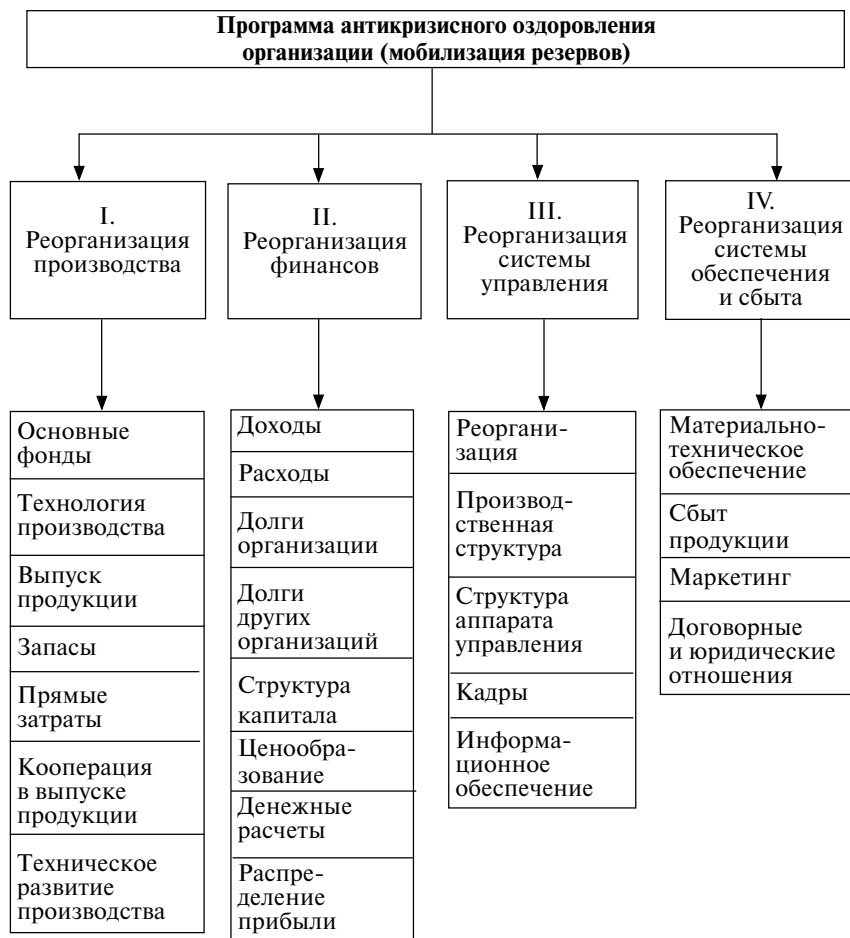 Программа антикризисного оздоровления
организации (мобилизация резервов)
I.
Реорганизация
производства
II.
Реорганизация
финансов
III.
Реорганизация
системы
управления
IV.
Реорганизация
системы
обеспечения
и сбыта
Основные
фонды
Технология
производства
Выпуск
продукции
Запасы
Прямые
затраты
Кооперация
в выпуске
продукции
Техническое
развитие
производства
Доходы
Расходы
Долги
организации
Долги
других
организаций
Структура
капитала
Ценообра-
зование
Денежные
расчеты
Распре-
деление
прибыли
Реоргани-
зация
Производ-
ственная
структура
Структура
аппарата
управления
Кадры
Информа-
ционное
обеспечение
Материально-
техническое
обеспечение
Сбыт
продукции
Маркетинг
Договорные
и юридические
отношения